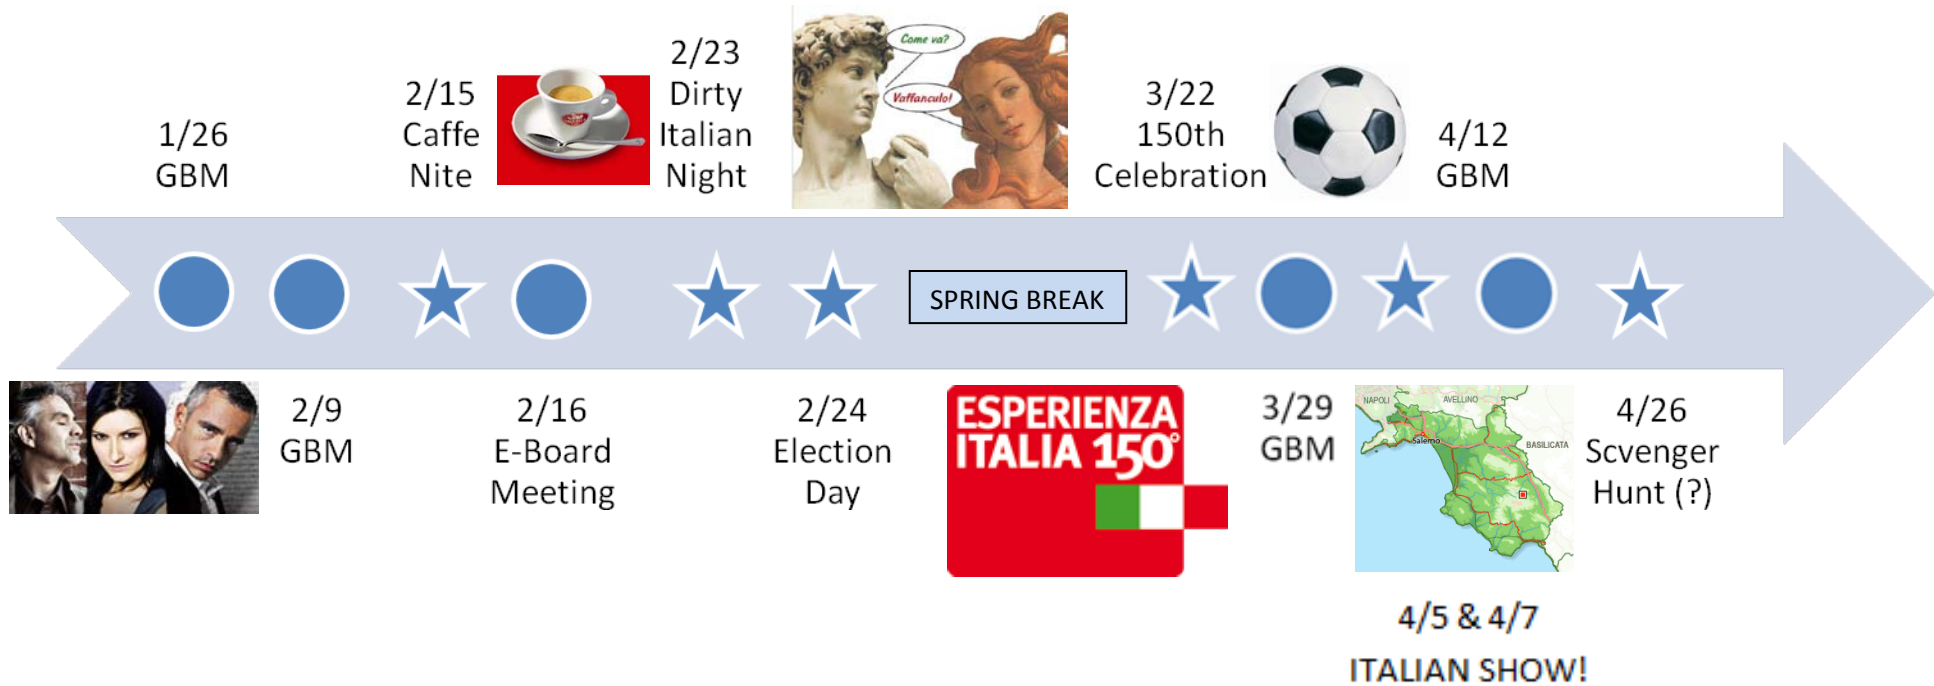 1/26
GBM
2/15
Caffe
Nite
2/23
Dirty
Italian
Night
Come va?
Vaffanculo!
3/22
150th
Celebration
4/12
GBM
SPRING BREAK
2/9
GBM
2/16
E-Board
Meeting
2/24
Election
Day
ESPERIENZA
ITALIA 150°
3/29
GBM
NAPOLI
AVELLINO
Salerno
BASILICATA
4/26
Scvenger
Hunt (?)
4/5 & 4/7
ITALIAN SHOW!